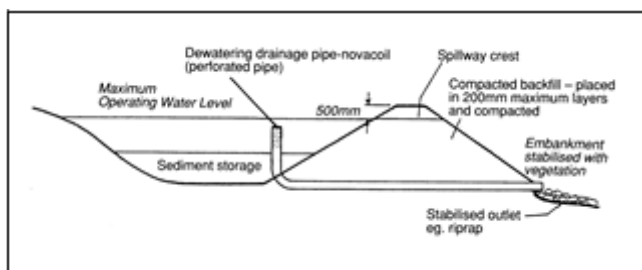 Dewatering drainage pipe-novacoil
(perforated pipe)
Spillway crest
Maximum
Operating Water Level
500mm
Compacted backfill – placed
in 200mm maximum layers
and compacted
Sediment storage
Embankment
stabilised with
vegetation
Stabilised outlet
eg. riprap